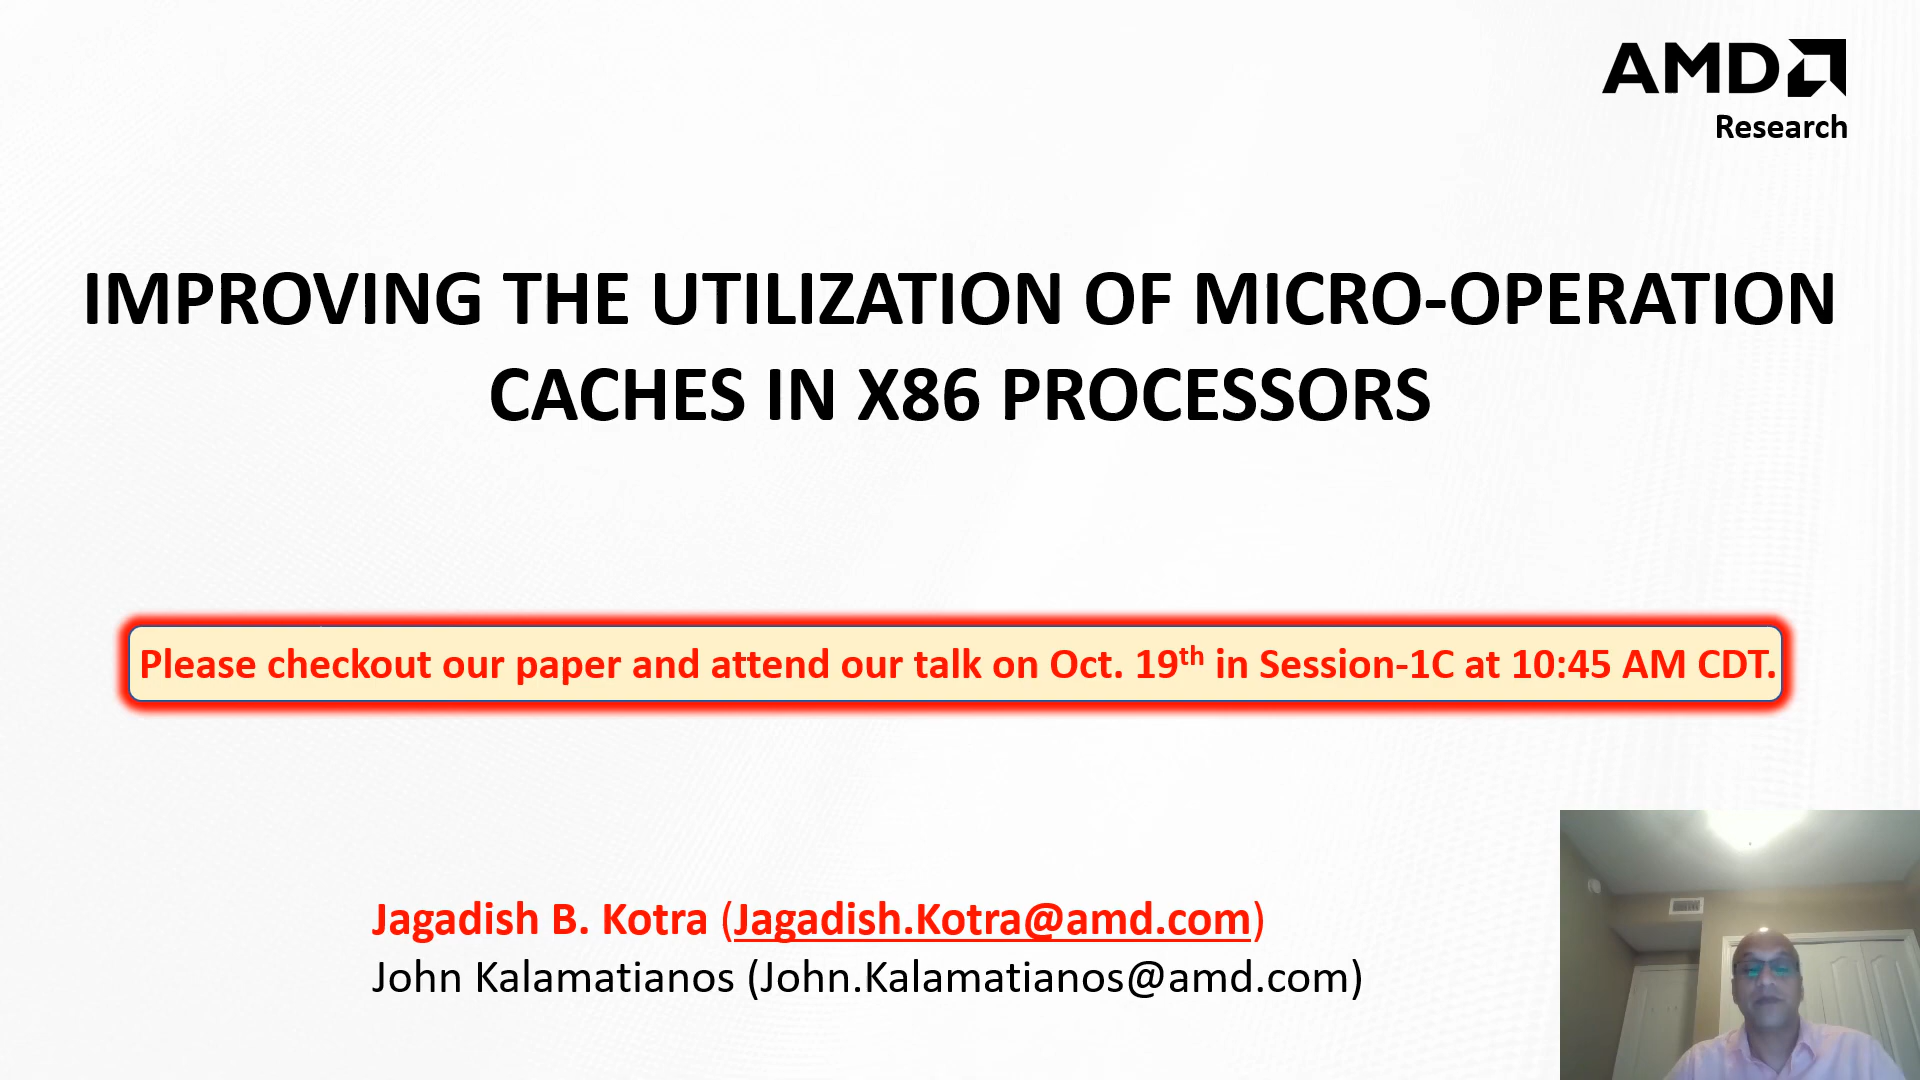 AMD
Research
IMPROVING THE UTILIZATION OF MICRO-OPERATION
CACHES IN X86 PROCESSORS
Please checkout our paper and attend our talk on Oct. 19th in Session-1C at 10:45 AM CDT.
Jagadish B. Kotra (Jagadish.Kotra@amd.com)
John Kalamatianos (John.Kalamatianos@amd.com)